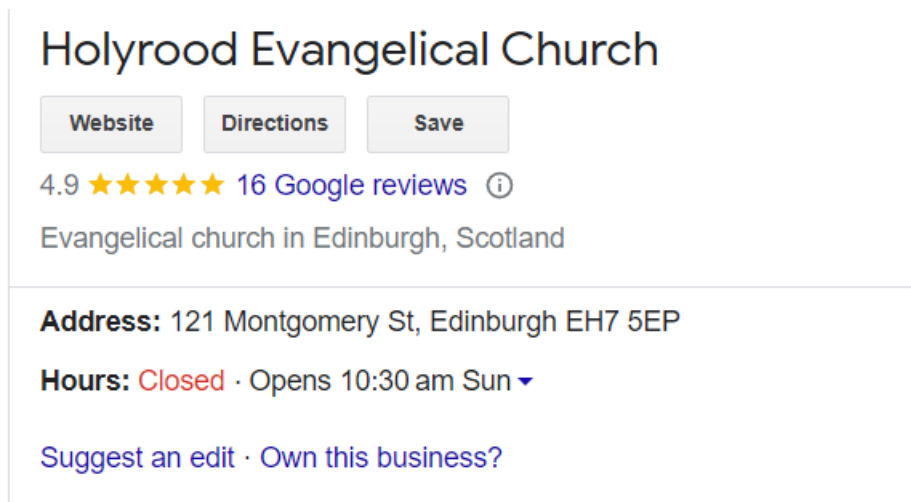 Holyrood Evangelical Church
Website Directions Save
4.9 16 Google reviews
Evangelical church in Edinburgh, Scotland
Address: 121 Montgomery St, Edinburgh EH7 5EP
Hours: Closed · Opens 10:30 am Sun
Suggest an edit · Own this business?